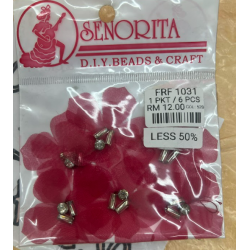 SENORITA
D.I.Y. BEADS & CRAFT
FRF 1031
1 PKT / 6 PCS
RM 12.00
LESS 50%